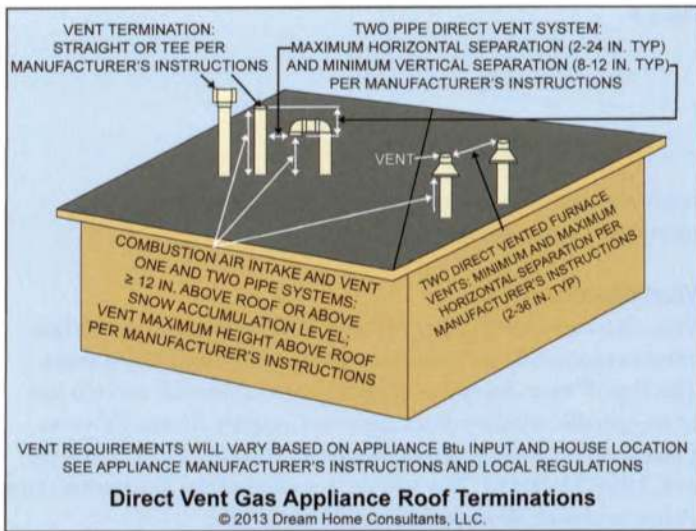 VENT TERMINATION:
STRAIGHT OR TEE PER
MANUFACTURER'S INSTRUCTIONS
TWO PIPE DIRECT VENT SYSTEM:
MAXIMUM HORIZONTAL SEPARATION (2-24 IN. TYP)
AND MINIMUM VERTICAL SEPARATION (8-12 IN. TYP)
PER MANUFACTURER'S INSTRUCTIONS
VENT
COMBUSTION AIR INTAKE AND VENT
ONE AND TWO PIPE SYSTEMS:
≥ 12 IN. ABOVE ROOF OR ABOVE
SNOW ACCUMULATION LEVEL;
VENT MAXIMUM HEIGHT ABOVE ROOF
PER MANUFACTURER'S INSTRUCTIONS
TWO DIRECT VENTED FURNACE
VENTS: MINIMUM AND MAXIMUM
HORIZONTAL SEPARATION PER
MANUFACTURER'S INSTRUCTIONS
(2-36 IN. TYP)
VENT REQUIREMENTS WILL VARY BASED ON APPLIANCE Btu INPUT AND HOUSE LOCATION
SEE APPLIANCE MANUFACTURER'S INSTRUCTIONS AND LOCAL REGULATIONS
Direct Vent Gas Appliance Roof Terminations
© 2013 Dream Home Consultants, LLC.